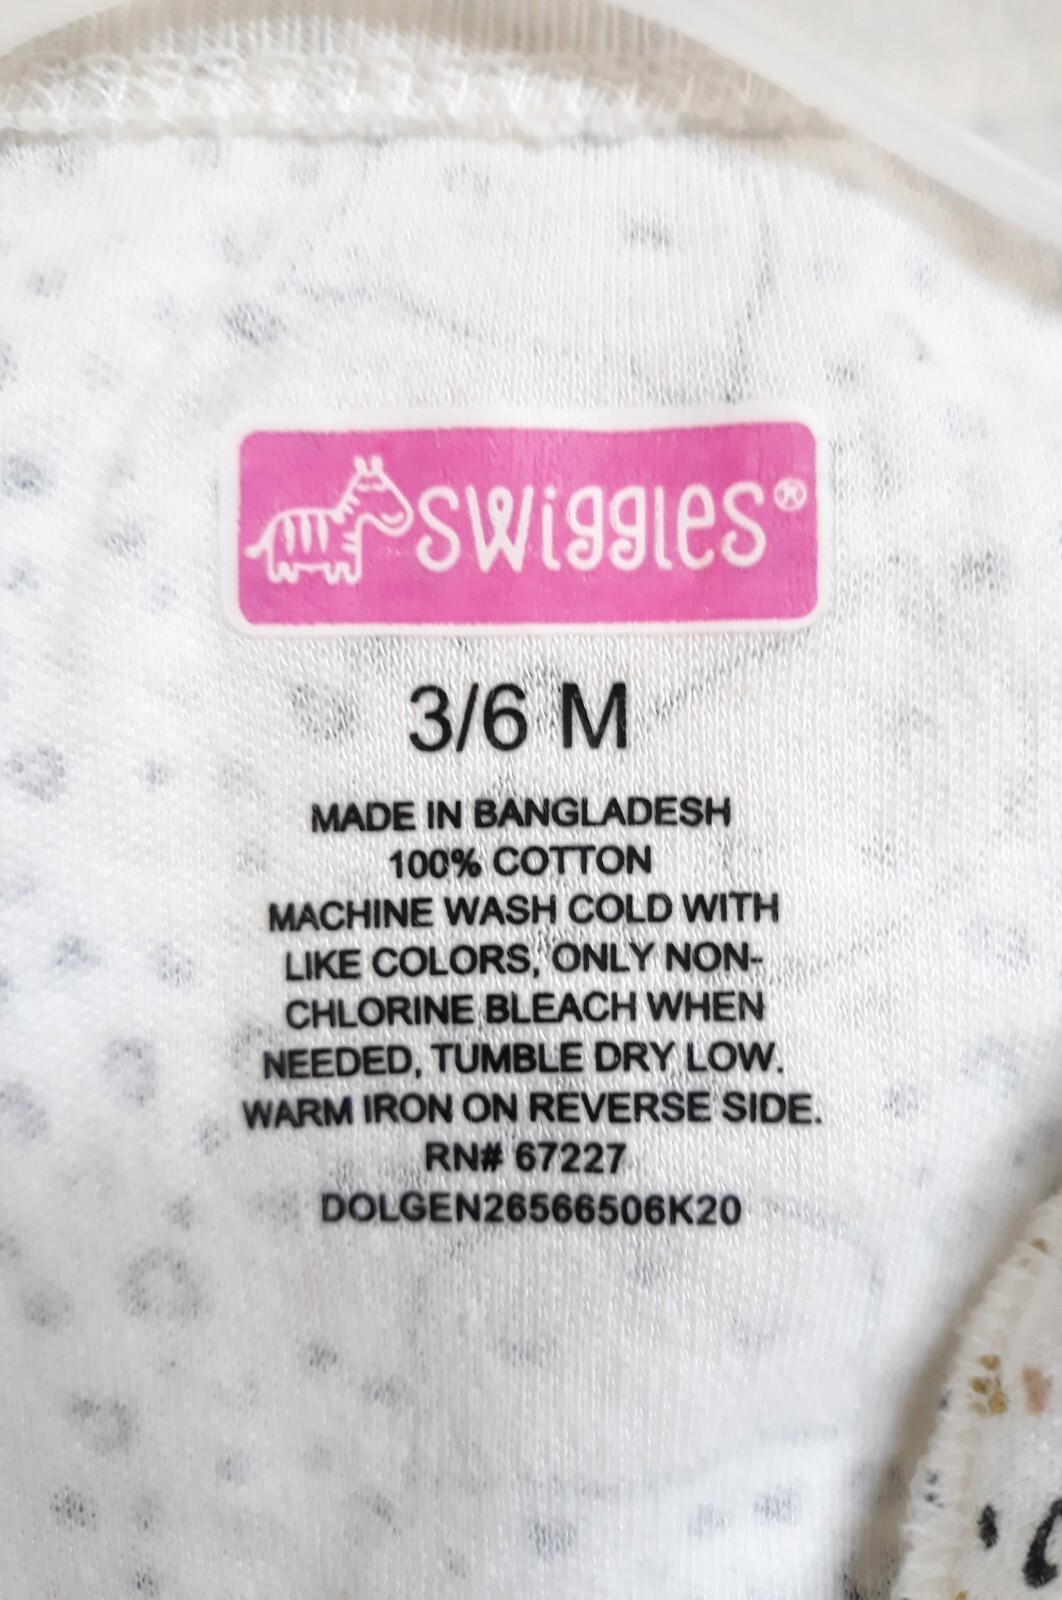 swiggles®
3/6 M
MADE IN BANGLADESH
100% COTTON
MACHINE WASH COLD WITH
LIKE COLORS, ONLY NON-
CHLORINE BLEACH WHEN
NEEDED, TUMBLE DRY LOW.
WARM IRON ON REVERSE SIDE.
RN# 67227
DOLGEN26566506K20